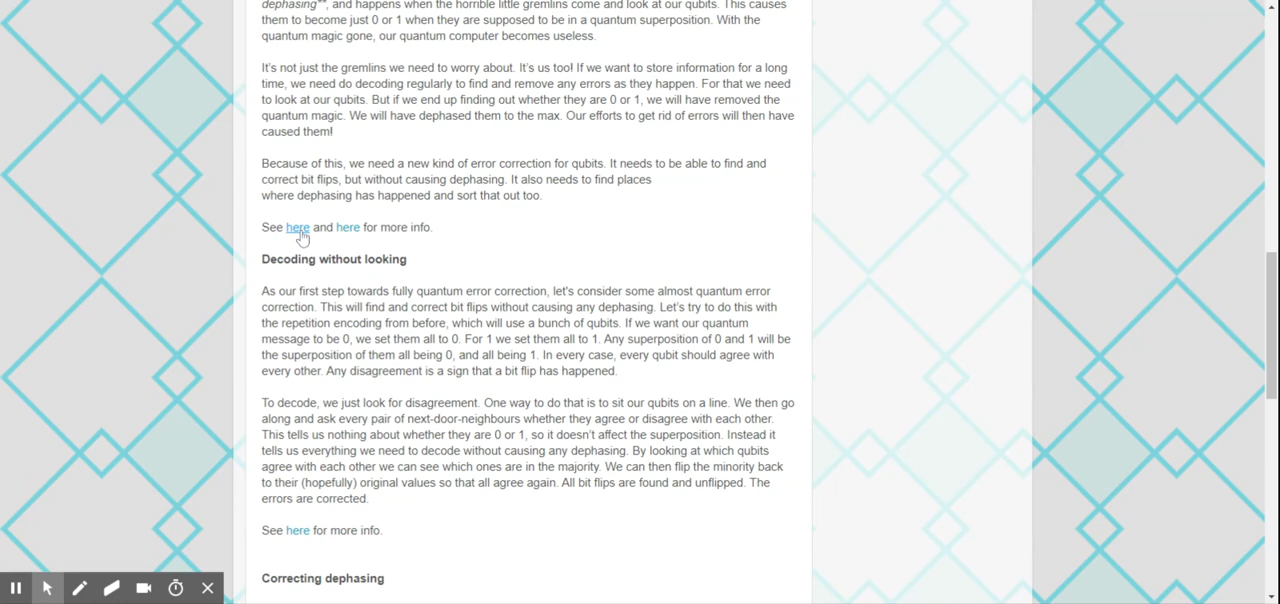 dephasing**, and happens when the horrible little gremlins come and look at our qubits. This causes
them to become just 0 or 1 when they are supposed to be in a quantum superposition. With the
quantum magic gone, our quantum computer becomes useless.
It's not just the gremlins we need to worry about. It's us too! If we want to store information for a long
time, we need do decoding regularly to find and remove any errors as they happen. For that we need
to look at our qubits. But if we end up finding out whether they are 0 or 1, we will have removed the
quantum magic. We will have dephased them to the max. Our efforts to get rid of errors will then have
caused them!
Because of this, we need a new kind of error correction for qubits. It needs to be able to find and
correct bit flips, but without causing dephasing. It also needs to find places
where dephasing has happened and sort that out too.
See here and here for more info.
Decoding without looking
As our first step towards fully quantum error correction, let's consider some almost quantum error
correction. This will find and correct bit flips without causing any dephasing. Let's try to do this with
the repetition encoding from before, which will use a bunch of qubits. If we want our quantum
message to be 0, we set them all to 0. For 1 we set them all to 1. Any superposition of 0 and 1 will be
the superposition of them all being 0, and all being 1. In every case, every qubit should agree with
every other. Any disagreement is a sign that a bit flip has happened.
To decode, we just look for disagreement. One way to do that is to sit our qubits on a line. We then go
along and ask every pair of next-door-neighbours whether they agree or disagree with each other.
This tells us nothing about whether they are 0 or 1, so it doesn't affect the superposition. Instead it
tells us everything we need to decode without causing any dephasing. By looking at which qubits
agree with each other we can see which ones are in the majority. We can then flip the minority back
to their (hopefully) original values so that all agree again. All bit flips are found and unflipped. The
errors are corrected.
See here for more info.
Correcting dephasing